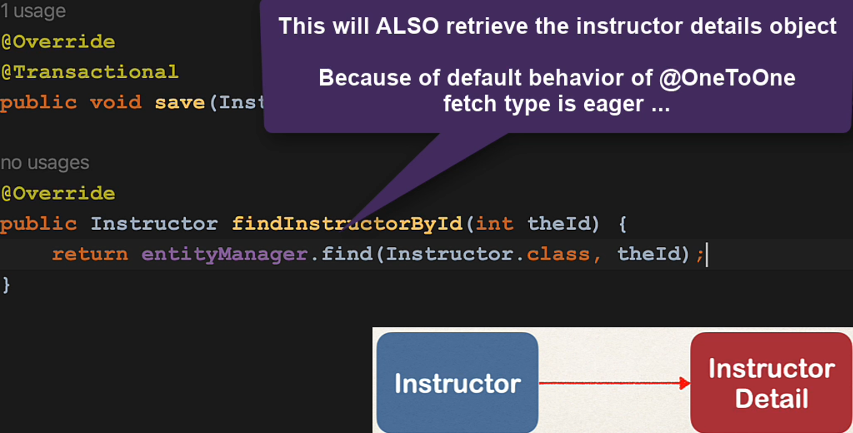 1 usage
@Override
@Transactional
public void save(Inst
This will ALSO retrieve the instructor details object
Because of default behavior of @OneToOne
fetch type is eager ...
no usages
@Override
public Instructor findInstructorById(int theId) {
return entityManager.find(Instructor.class, theId);
}
Instructor
Instructor
Detail